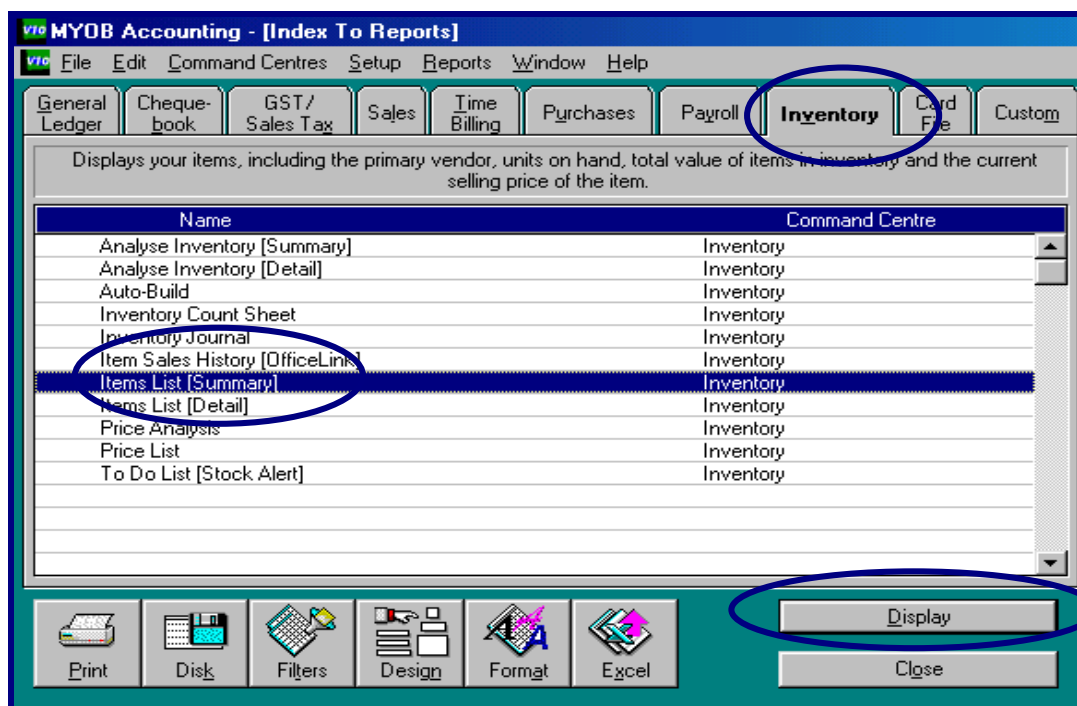 V10 MYOB Accounting - [Index To Reports]
V10 File Edit Command Centres Setup Reports Window Help
General Ledger Cheque-book GST/ Sales Tax Sales Time Billing Purchases Payroll Inventory Card File Custom
Displays your items, including the primary vendor, units on hand, total value of items in inventory and the current
selling price of the item.
Name Command Centre
Analyse Inventory [Summary] Inventory
Analyse Inventory [Detail] Inventory
Auto-Build Inventory
Inventory Count Sheet Inventory
Inventory Journal Inventory
Item Sales History [OfficeLink] Inventory
Items List [Summary] Inventory
Items List [Detail] Inventory
Price Analysis Inventory
Price List Inventory
To Do List [Stock Alert] Inventory
Display
Print Disk Filters Design Format Excel
Close